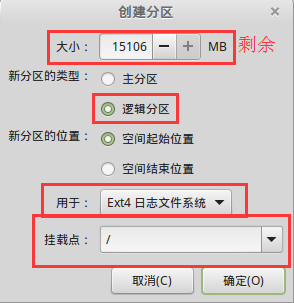 创建分区
大小： 15106 MB 剩余
新分区的类型： 主分区
逻辑分区
新分区的位置： 空间起始位置
空间结束位置
用于： Ext4 日志文件系统
挂载点： /
取消(C) 确定(O)